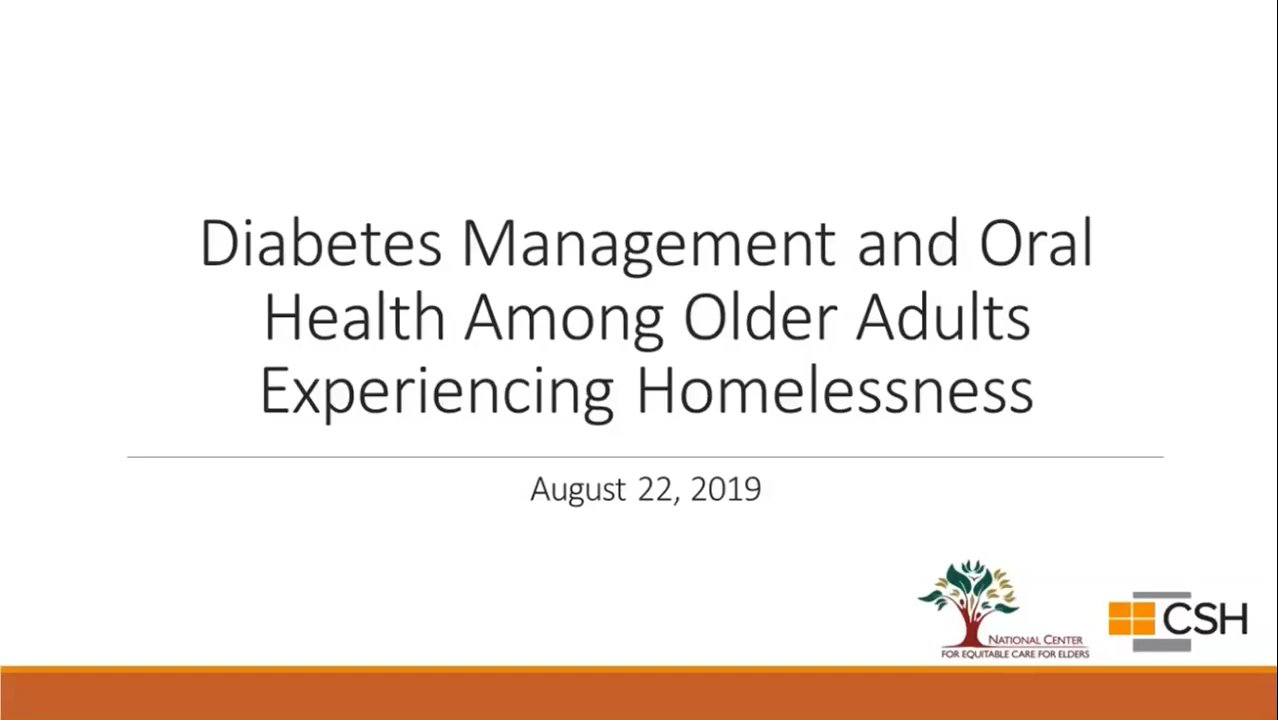 Diabetes Management and Oral
Health Among Older Adults
Experiencing Homelessness
August 22, 2019
NATIONAL CENTER
FOR EQUITABLE CARE FOR ELDERS
CSH